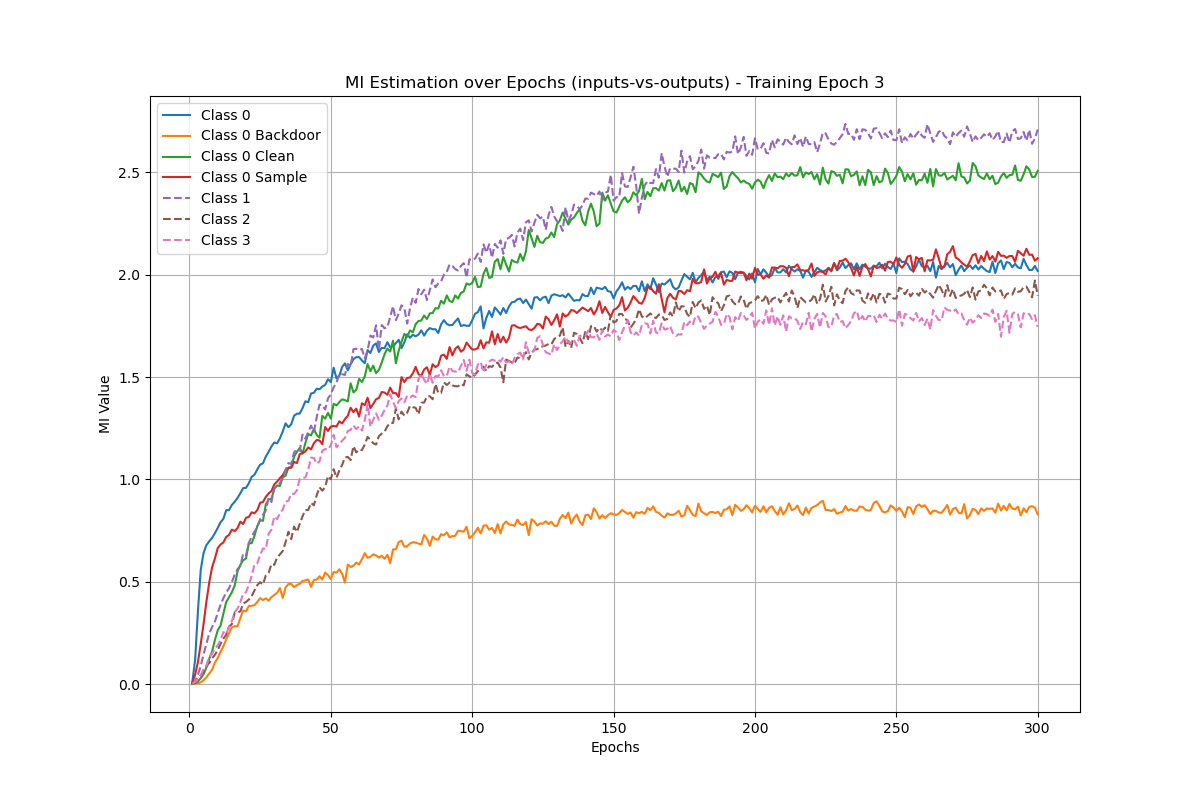 MI Estimation over Epochs (inputs-vs-outputs) - Training Epoch 3
Class 0
Class 0 Backdoor
Class 0 Clean
Class 0 Sample
Class 1
Class 2
Class 3
MI Value
2.5
2.0
1.5
1.0
0.5
0.0
0 50 100 150 200 250 300
Epochs